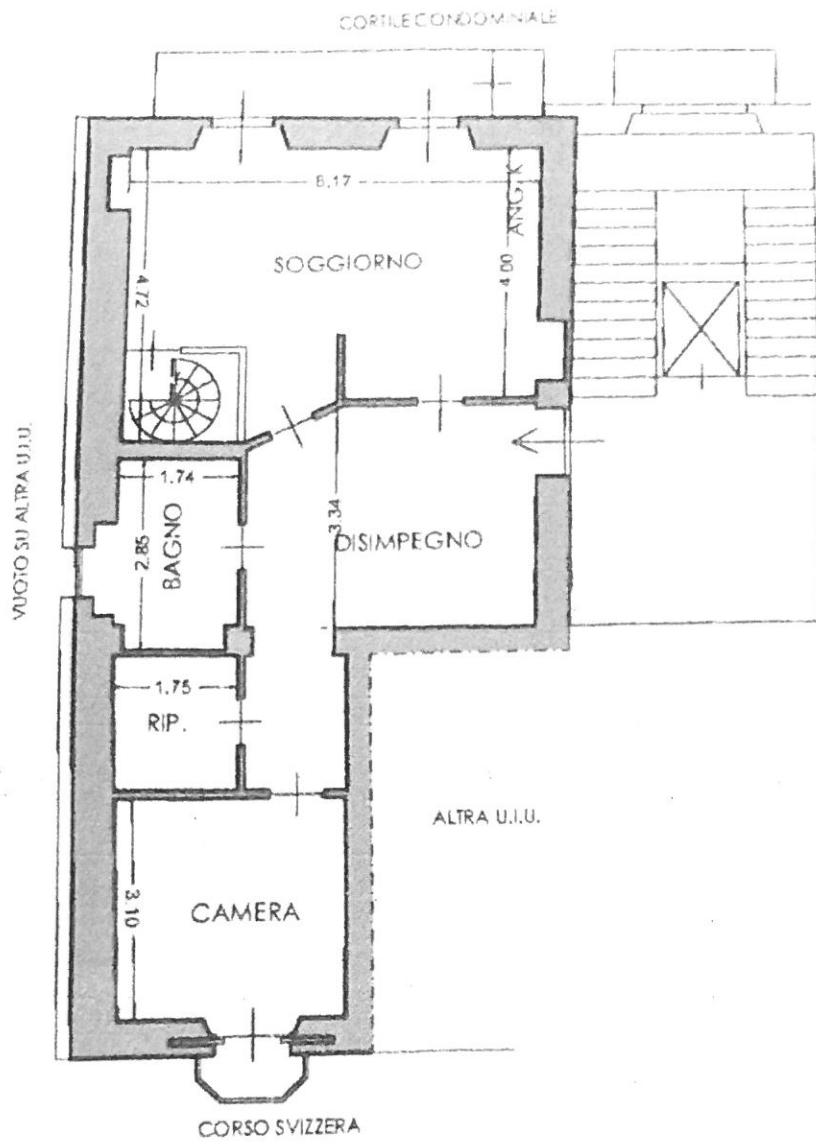 CORTILE CONDOMINIALE
6.17
ANG. K
SOGGIORNO
4.72
4.00
VUOTO SU ALTRA U.I.U.
1.74
2.85
BAGNO
3.34
DISIMPEGNO
1.75
RIP.
ALTRA U.I.U.
3.10
CAMERA
CORSO SVIZZERA